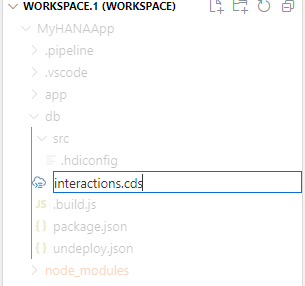 WORKSPACE.1 (WORKSPACE)
MyHANAApp
.pipeline
.vscode
app
db
src
.hdiconfig
interactions.cds
JS .build.js
package.json
undeploy.json
node_modules